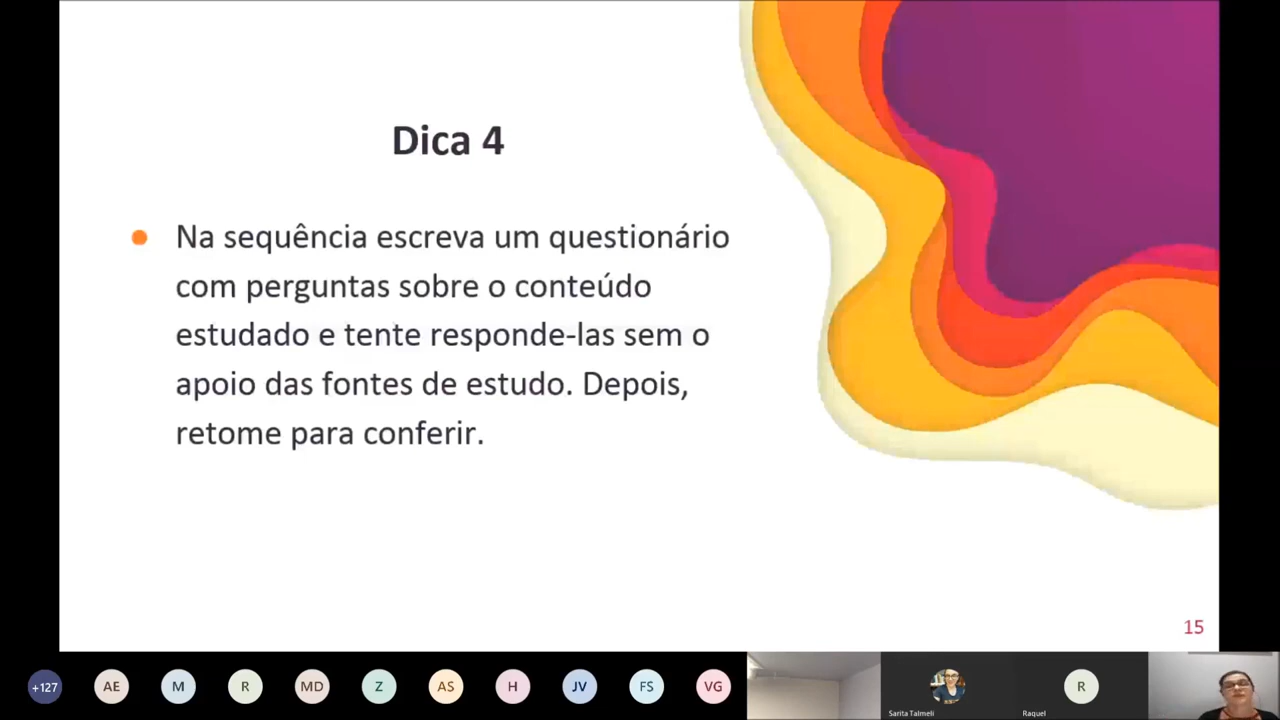 Dica 4
Na sequência escreva um questionário
com perguntas sobre o conteúdo
estudado e tente responde-las sem o
apoio das fontes de estudo. Depois,
retome para conferir.
15
+127 AE M R MD Z AS H JV FS VG R
Sarita Talmeli Raquel